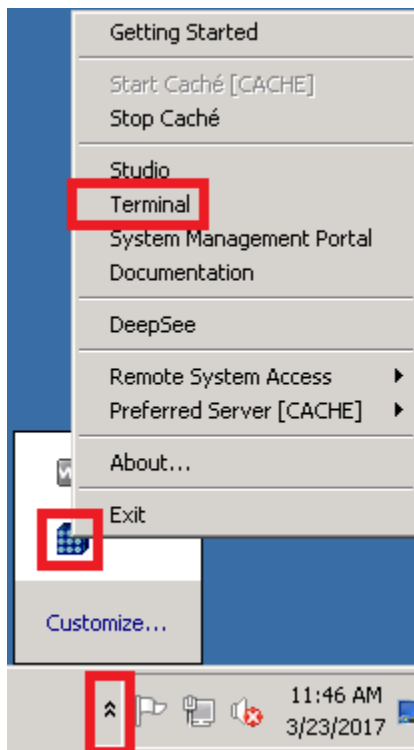 Getting Started
Start Caché [CACHE]
Stop Caché
Studio
Terminal
System Management Portal
Documentation
DeepSee
Remote System Access
Preferred Server [CACHE]
About...
Exit
Customize...
11:46 AM
3/23/2017